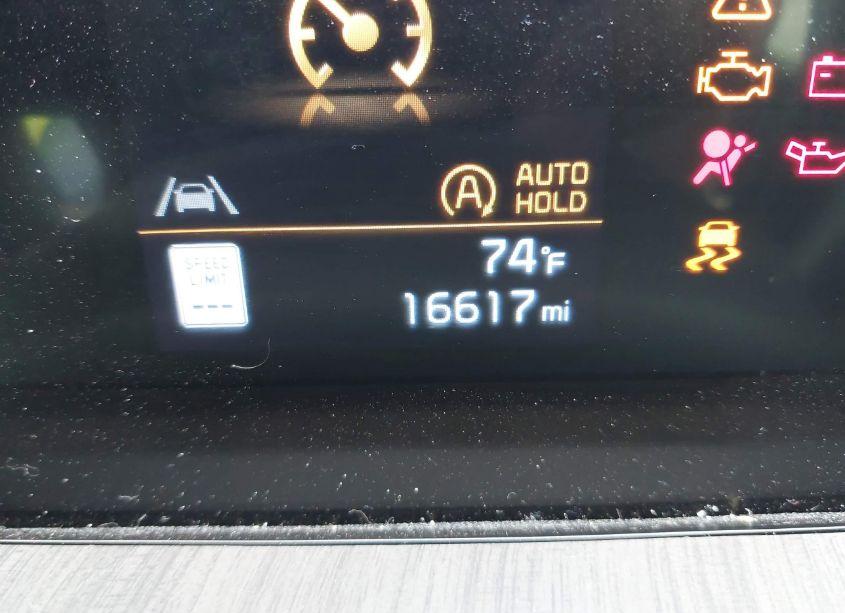 A AUTO
HOLD
SPEED
LIMIT
---
74°F
16617 mi